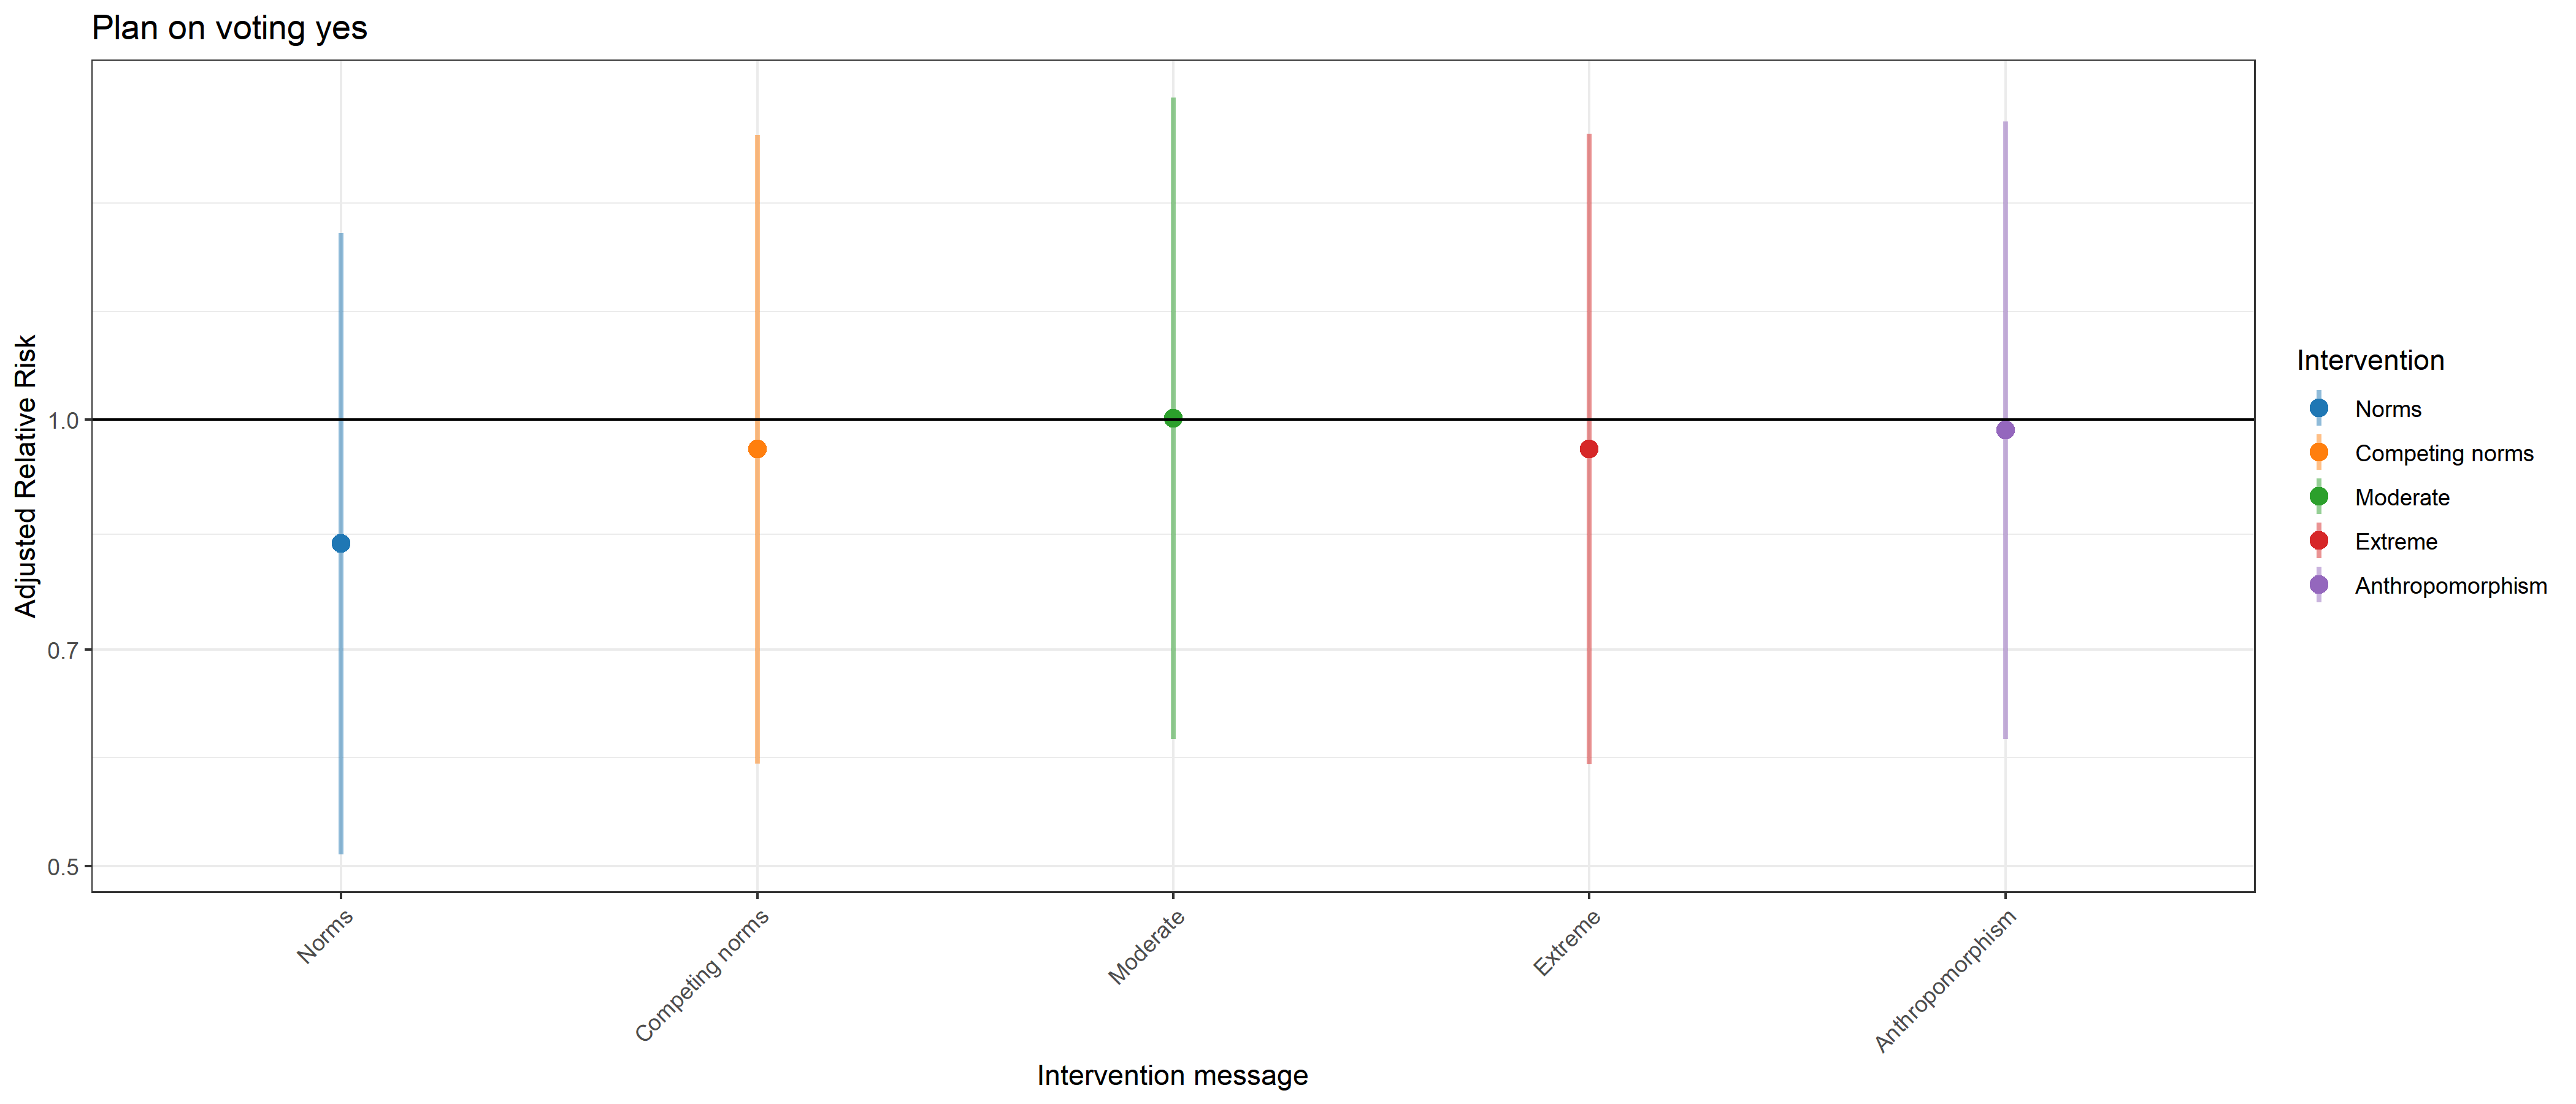 Plan on voting yes
Adjusted Relative Risk
1.0
0.7
0.5
Norms
Competing norms
Moderate
Extreme
Anthropomorphism
Intervention message
Intervention
Norms
Competing norms
Moderate
Extreme
Anthropomorphism